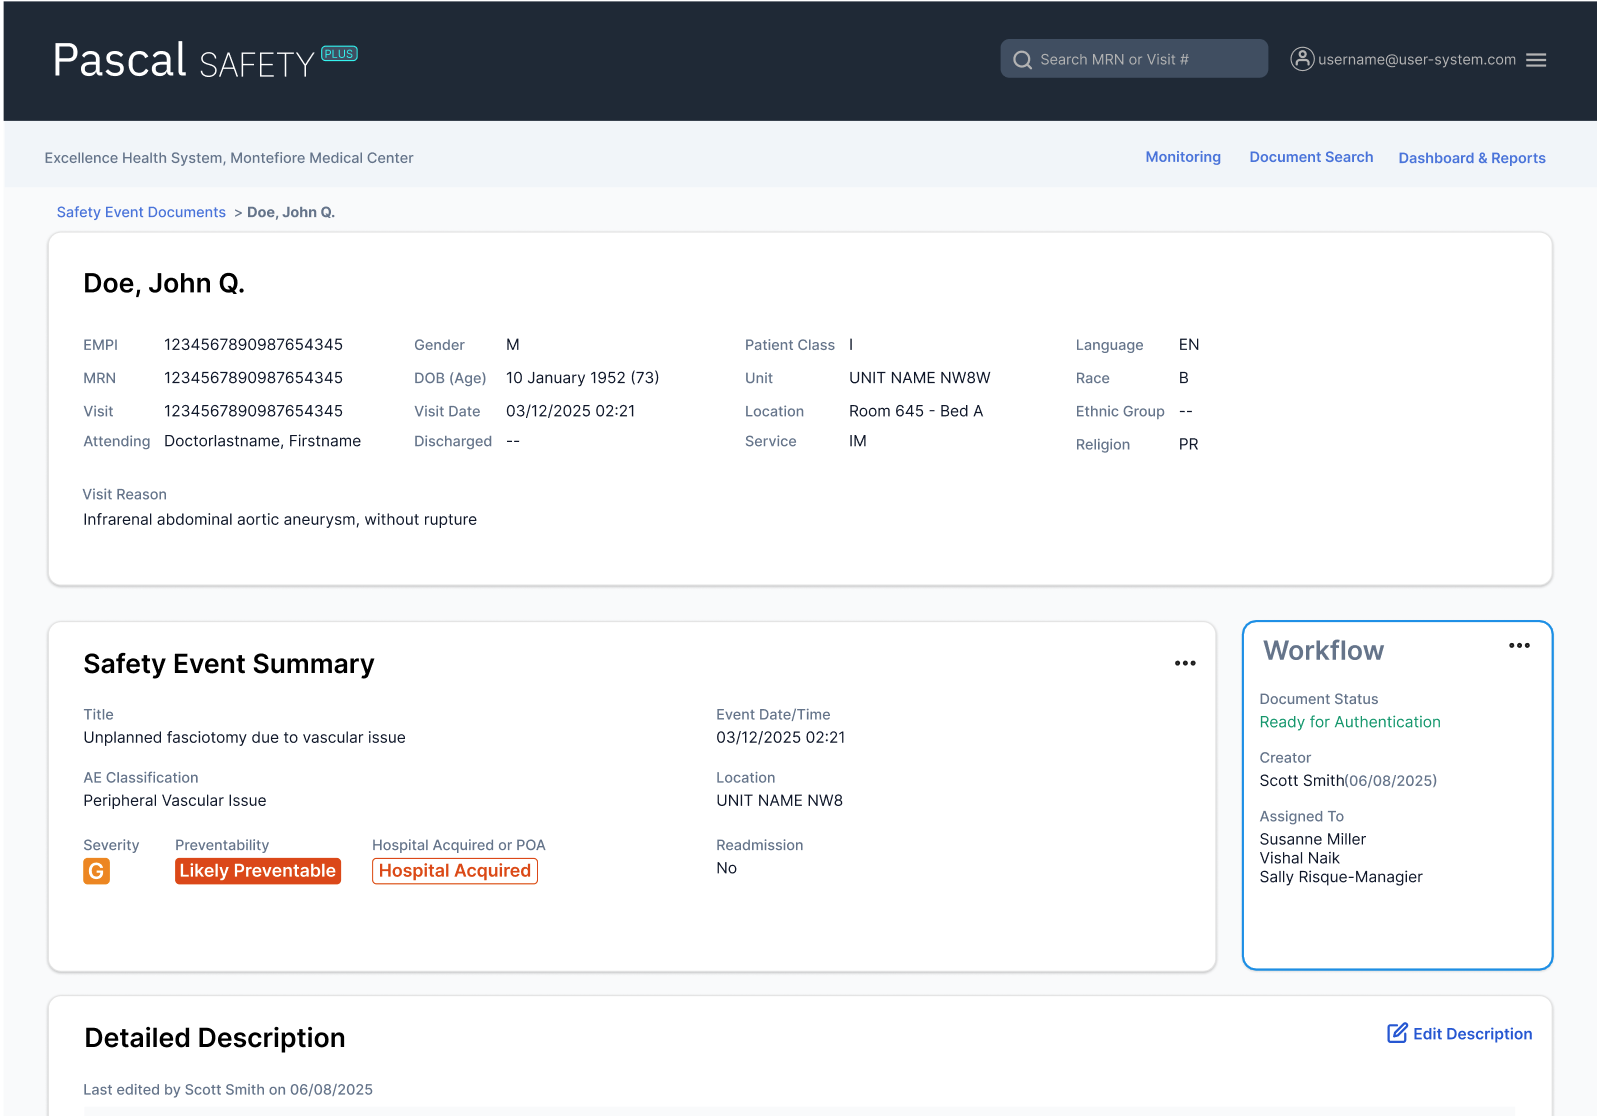 Pascal SAFETY PLUS
Search MRN or Visit #
username@user-system.com
Excellence Health System, Montefiore Medical Center
Monitoring
Document Search
Dashboard & Reports
Safety Event Documents > Doe, John Q.
Doe, John Q.
EMPI 1234567890987654345
Gender M
Patient Class I
Language EN
MRN 1234567890987654345
DOB (Age) 10 January 1952 (73)
Unit UNIT NAME NW8W
Race B
Visit 1234567890987654345
Visit Date 03/12/2025 02:21
Location Room 645 - Bed A
Ethnic Group --
Attending Doctorlastname, Firstname
Discharged --
Service IM
Religion PR
Visit Reason
Infrarenal abdominal aortic aneurysm, without rupture
Safety Event Summary
Title
Unplanned fasciotomy due to vascular issue
Event Date/Time
03/12/2025 02:21
AE Classification
Peripheral Vascular Issue
Location
UNIT NAME NW8
Severity
G
Preventability
Likely Preventable
Hospital Acquired or POA
Hospital Acquired
Readmission
No
Workflow
Document Status
Ready for Authentication
Creator
Scott Smith(06/08/2025)
Assigned To
Susanne Miller
Vishal Naik
Sally Risque-Managier
Detailed Description
Edit Description
Last edited by Scott Smith on 06/08/2025